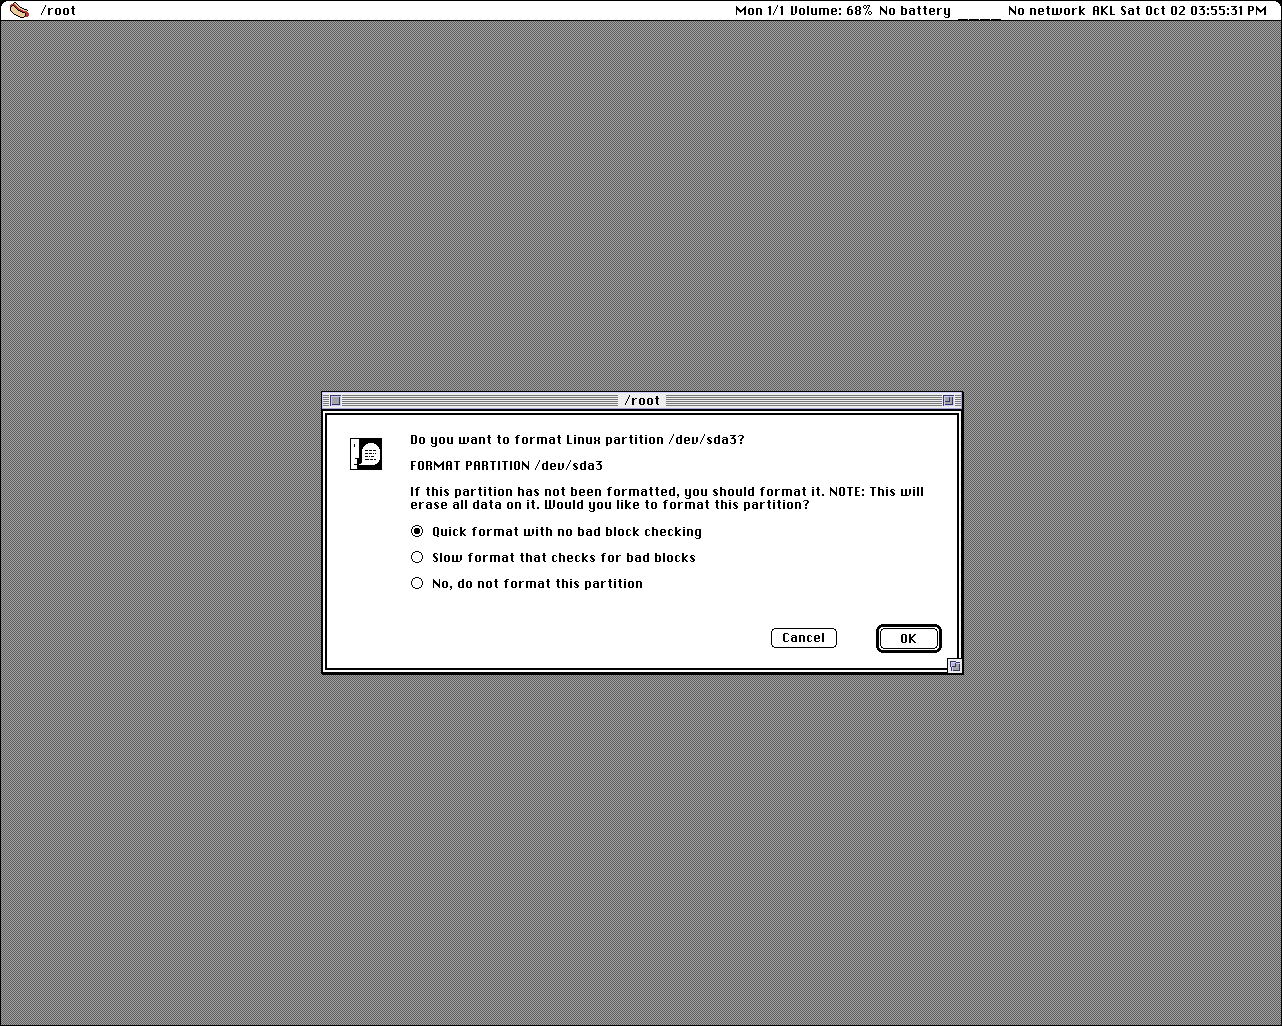 /root
Mon 1/1 Volume: 68% No battery ____ No network AKL Sat Oct 02 03:55:31 PM
/root
Do you want to format Linux partition /dev/sda3?
FORMAT PARTITION /dev/sda3
If this partition has not been formatted, you should format it. NOTE: This will
erase all data on it. Would you like to format this partition?
Quick format with no bad block checking
Slow format that checks for bad blocks
No, do not format this partition
Cancel
OK